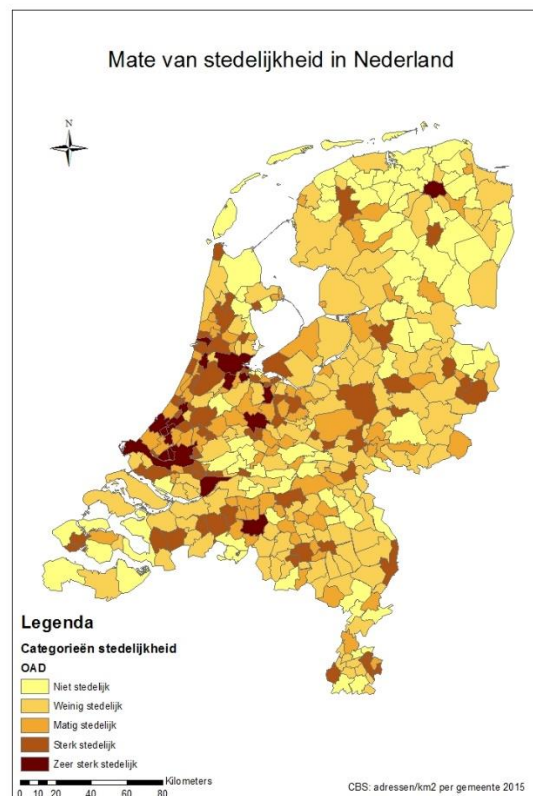 Mate van stedelijkheid in Nederland
N
Legenda
Categorieën stedelijkheid
OAD
Niet stedelijk
Weinig stedelijk
Matig stedelijk
Sterk stedelijk
Zeer sterk stedelijk
Kilometers
0 10 20 40 60 80
CBS: adressen/km2 per gemeente 2015